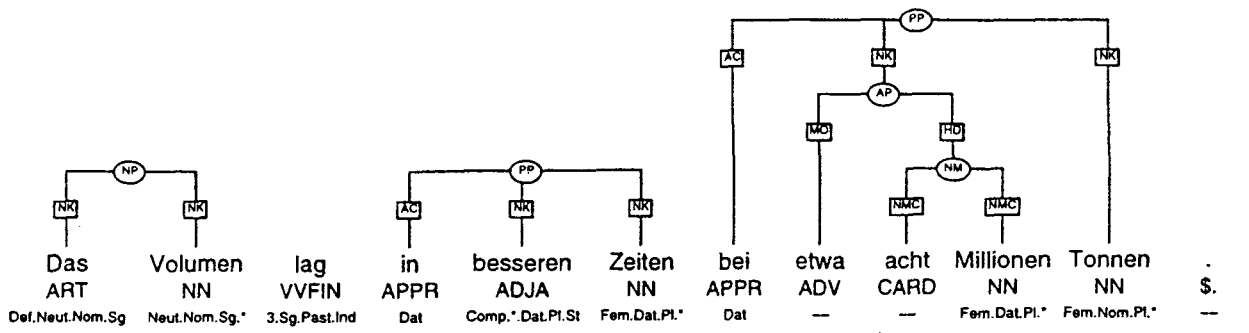 PP
AC NK NK
AP
MO HD
NP PP NM
NK NK AC NK NK NMC NMC
Das Volumen lag in besseren Zeiten bei etwa acht Millionen Tonnen .
ART NN VVFIN APPR ADJA NN APPR ADV CARD NN NN $.
Def.Neut.Nom.Sg Neut.Nom.Sg.* 3.Sg.Past.Ind Dat Comp.*.Dat.Pl.St Fem.Dat.Pl.* Dat -- -- Fem.Dat.Pl.* Fem.Nom.Pl.* --